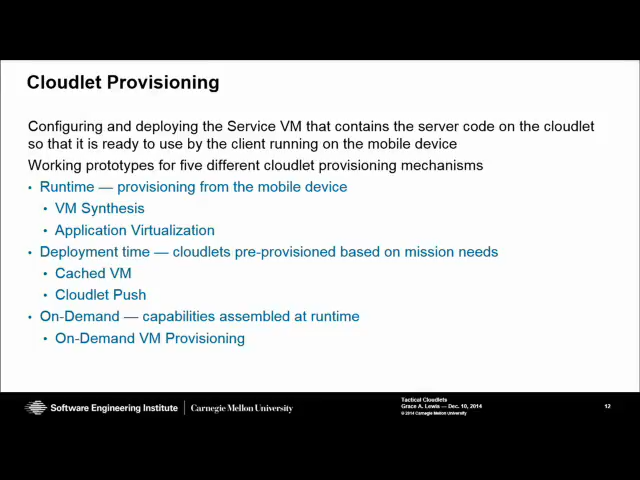 Cloudlet Provisioning
Configuring and deploying the Service VM that contains the server code on the cloudlet
so that it is ready to use by the client running on the mobile device
Working prototypes for five different cloudlet provisioning mechanisms
• Runtime — provisioning from the mobile device
• VM Synthesis
• Application Virtualization
• Deployment time — cloudlets pre-provisioned based on mission needs
• Cached VM
• Cloudlet Push
• On-Demand — capabilities assembled at runtime
• On-Demand VM Provisioning
Software Engineering Institute | Carnegie Mellon University
Tactical Cloudlets
Grace A. Lewis — Dec. 10, 2014
© 2014 Carnegie Mellon University
12